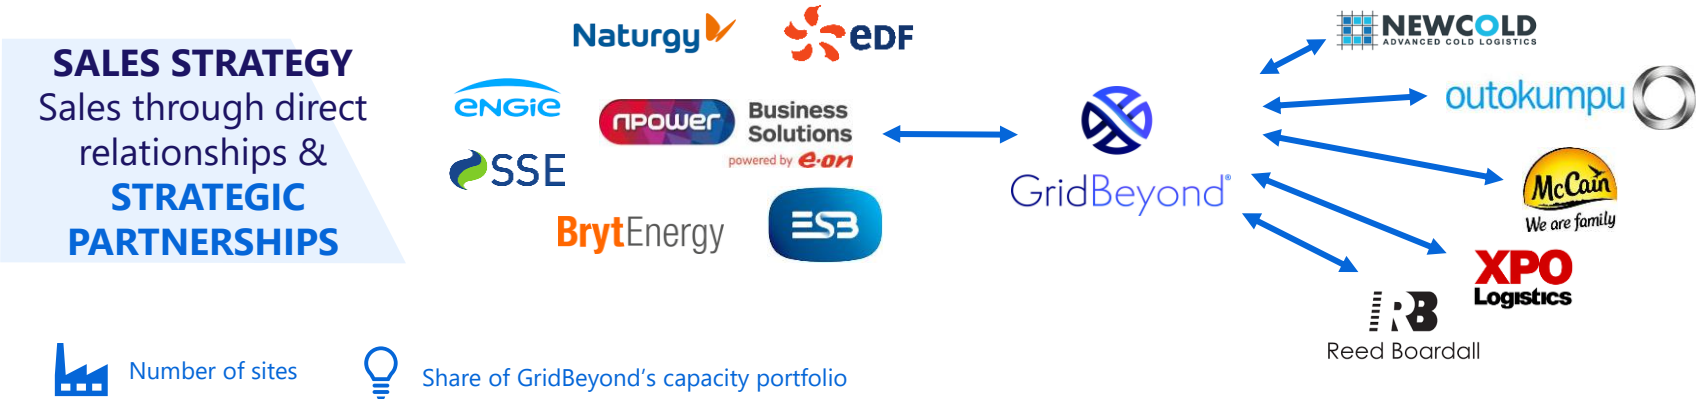 SALES STRATEGY
Sales through direct
relationships &
STRATEGIC
PARTNERSHIPS
Naturgy
eDF
ENGIE
npower
Business
Solutions
powered by e·on
SSE
BrytEnergy
ESB
GridBeyond®
NEWCOLD
ADVANCED COLD LOGISTICS
outokumpu
McCain
We are family
XPO
Logistics
RB
Reed Boardall
Number of sites
Share of GridBeyond’s capacity portfolio